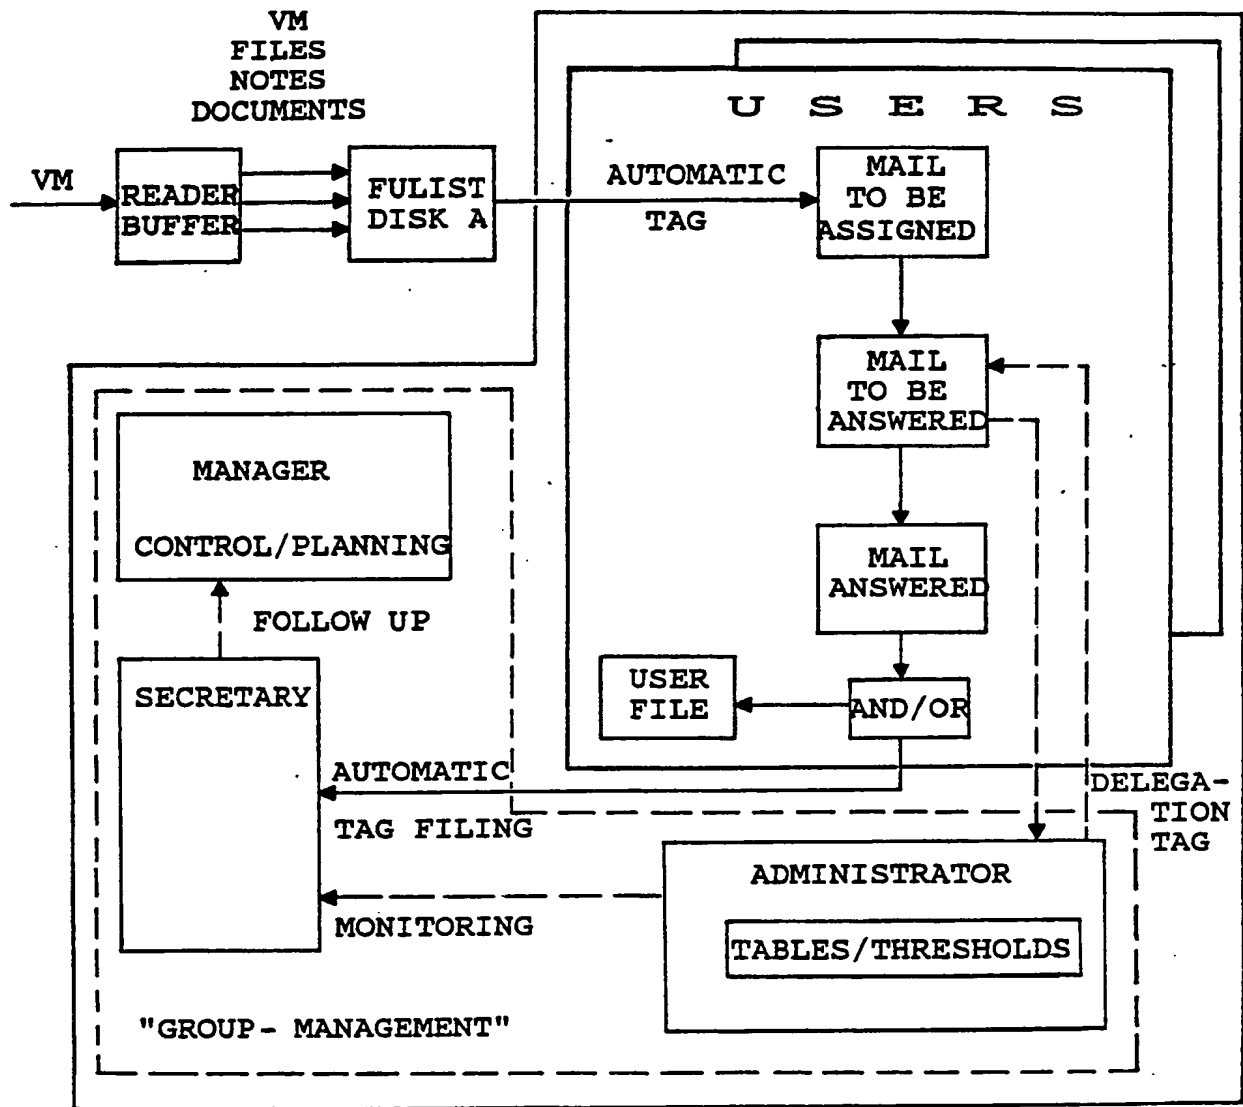 VM
FILES
NOTES
DOCUMENTS
U S E R S
VM
READER
BUFFER
FULIST
DISK A
AUTOMATIC
TAG
MAIL
TO BE
ASSIGNED
MAIL
TO BE
ANSWERED
MANAGER
CONTROL/PLANNING
MAIL
ANSWERED
FOLLOW UP
SECRETARY
USER
FILE
AND/OR
AUTOMATIC
TAG FILING
DELEGA-
TION
TAG
ADMINISTRATOR
MONITORING
TABLES/THRESHOLDS
"GROUP- MANAGEMENT"